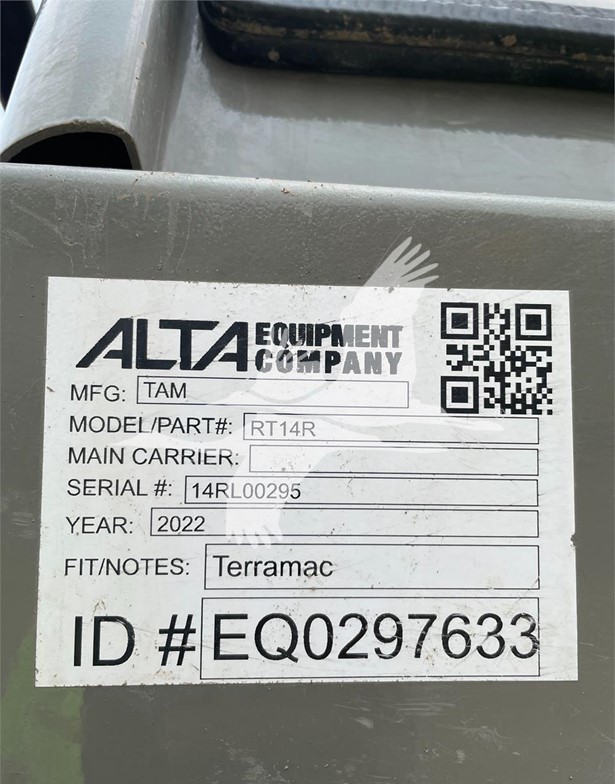 ALTA EQUIPMENT
COMPANY
MFG: TAM
MODEL/PART#: RT14R
MAIN CARRIER:
SERIAL #: 14RL00295
YEAR: 2022
FIT/NOTES: Terramac
ID # EQ0297633